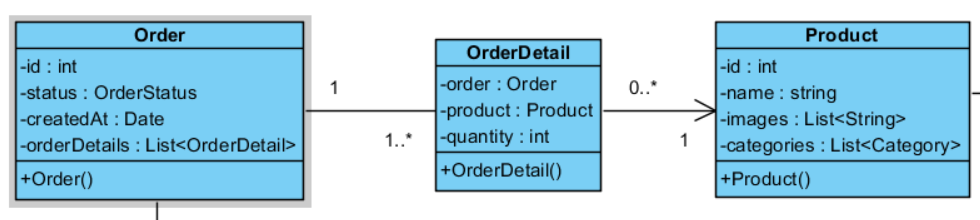 Order
-id : int
-status : OrderStatus
-createdAt : Date
-orderDetails : List<OrderDetail>
+Order()
1
1..*
OrderDetail
-order : Order
-product : Product
-quantity : int
+OrderDetail()
0..*
1
Product
-id : int
-name : string
-images : List<String>
-categories : List<Category>
+Product()